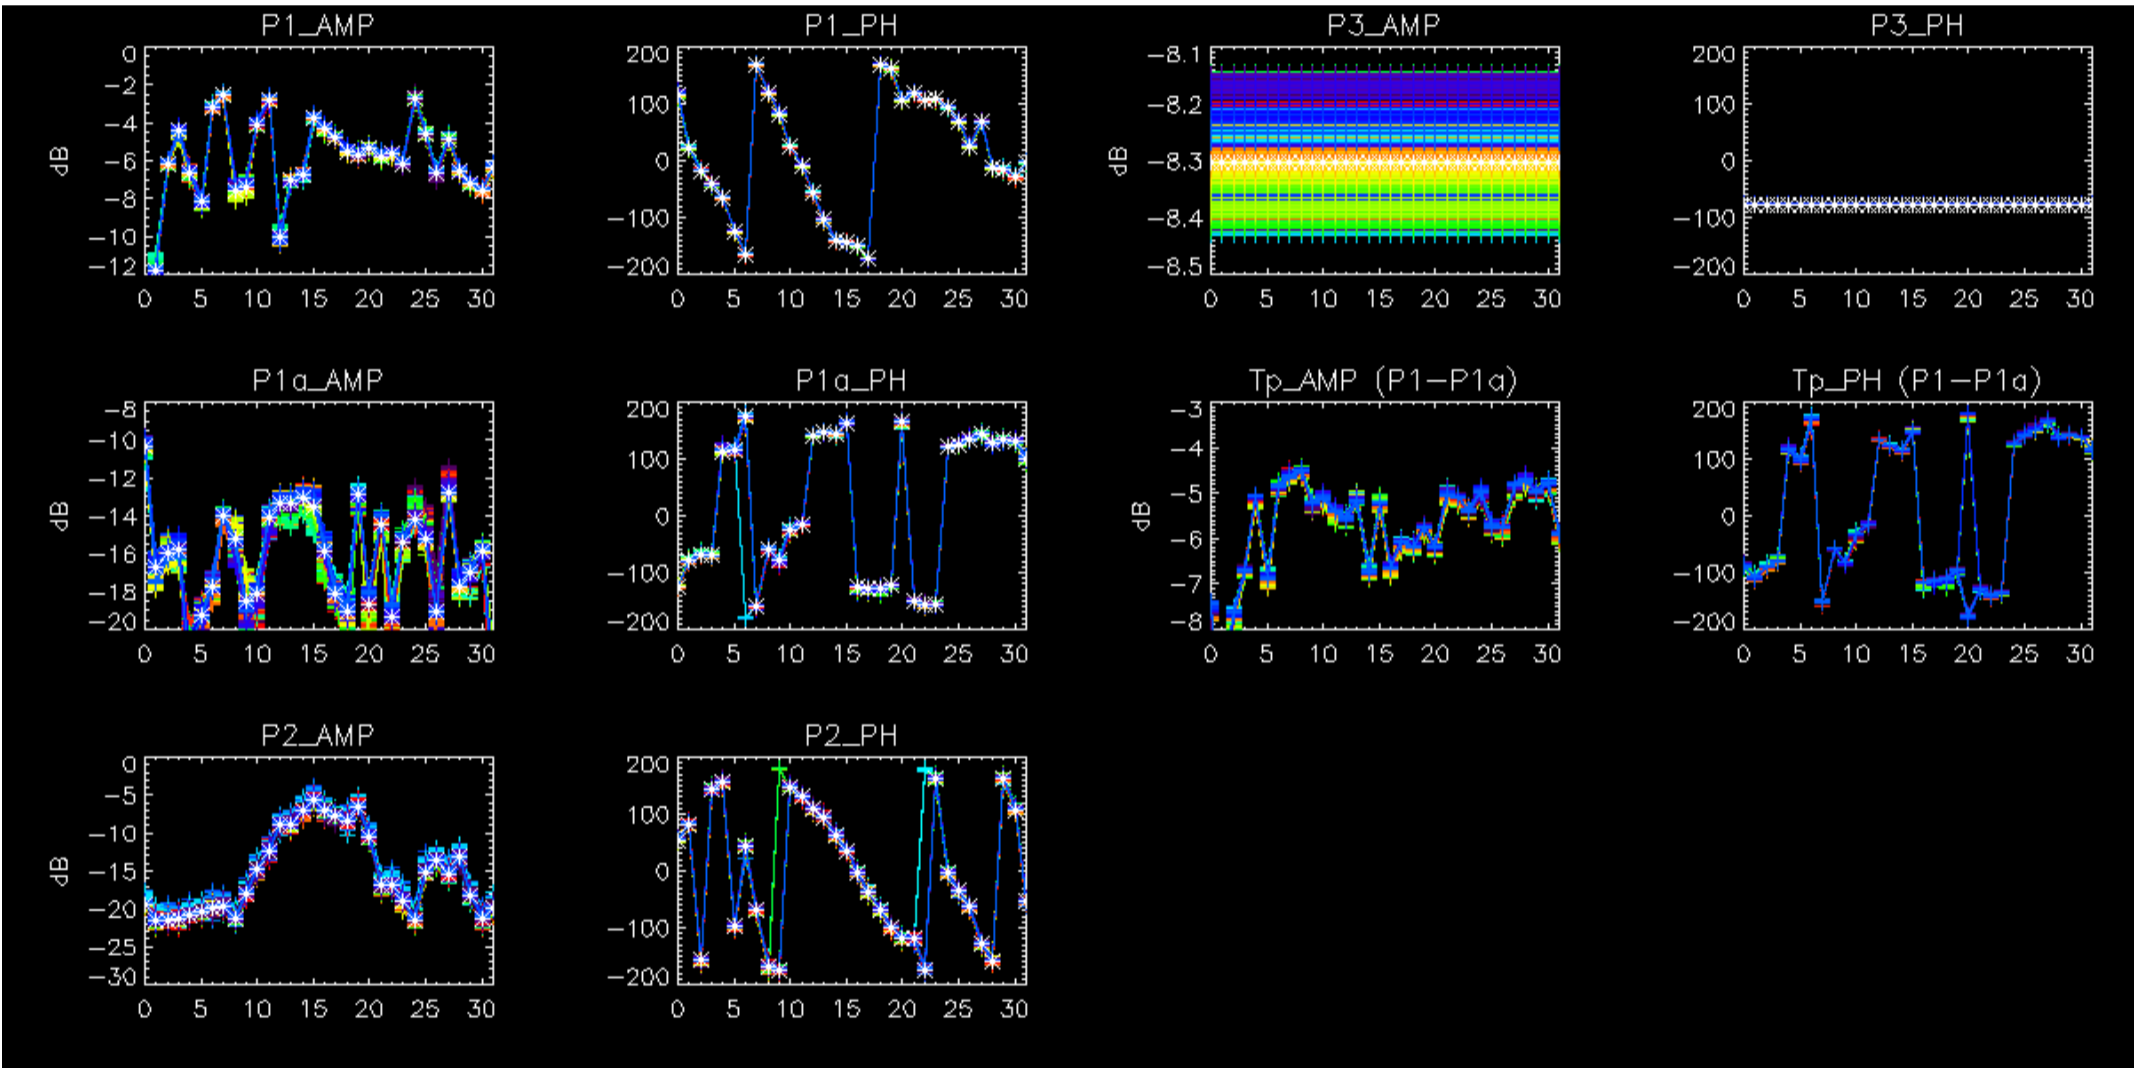 P1_AMP
P1_PH
P3_AMP
P3_PH
0
-2
-4
-6
-8
-10
-12
dB
0 5 10 15 20 25 30
200
100
0
-100
-200
0 5 10 15 20 25 30
-8.1
-8.2
-8.3
-8.4
-8.5
dB
0 5 10 15 20 25 30
200
100
0
-100
-200
0 5 10 15 20 25 30
P1a_AMP
P1a_PH
Tp_AMP (P1-P1a)
Tp_PH (P1-P1a)
-8
-10
-12
-14
-16
-18
-20
dB
0 5 10 15 20 25 30
200
100
0
-100
-200
0 5 10 15 20 25 30
-3
-4
-5
-6
-7
-8
dB
0 5 10 15 20 25 30
200
100
0
-100
-200
0 5 10 15 20 25 30
P2_AMP
P2_PH
0
-5
-10
-15
-20
-25
-30
dB
0 5 10 15 20 25 30
200
100
0
-100
-200
0 5 10 15 20 25 30